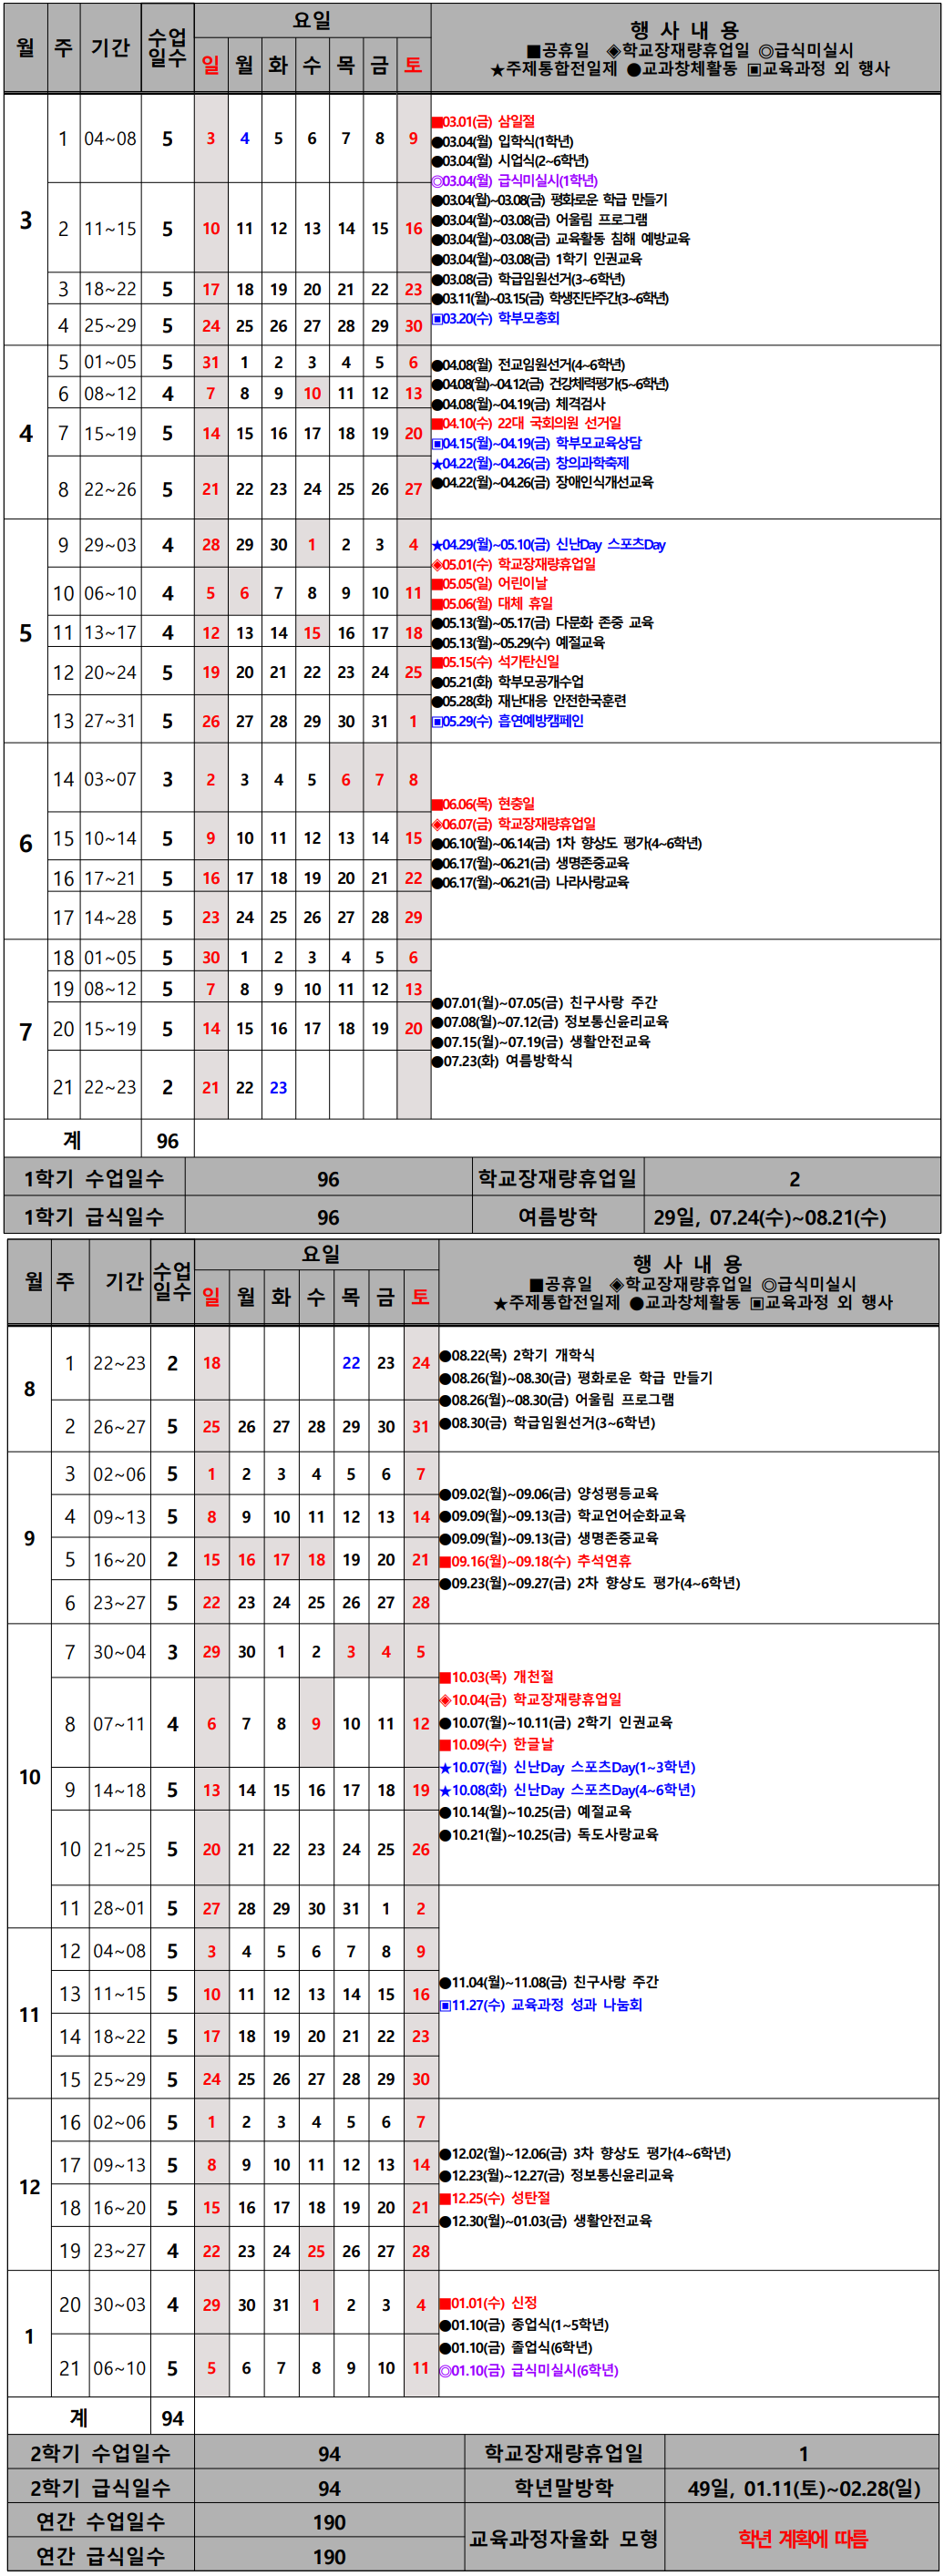 월 주 기간 수업일수 요일 행 사 내 용
일 월 화 수 목 금 토 ■공휴일 ◈학교장재량휴업일 ◎급식미실시
★주제통합전일제 ●교과창체활동 ▣교육과정 외 행사
3
1 04~08 5 3 4 5 6 7 8 9
2 11~15 5 10 11 12 13 14 15 16
3 18~22 5 17 18 19 20 21 22 23
4 25~29 5 24 25 26 27 28 29 30
■03.01(금) 삼일절
●03.04(월) 입학식(1학년)
●03.04(월) 시업식(2~6학년)
◎03.04(월) 급식미실시(1학년)
●03.04(월)~03.08(금) 평화로운 학급 만들기
●03.04(월)~03.08(금) 어울림 프로그램
●03.04(월)~03.08(금) 교육활동 침해 예방교육
●03.04(월)~03.08(금) 1학기 인권교육
●03.08(금) 학급임원선거(3~6학년)
●03.11(월)~03.15(금) 학생진단주간(3~6학년)
▣03.20(수) 학부모총회
4
5 01~05 5 31 1 2 3 4 5 6
6 08~12 4 7 8 9 10 11 12 13
7 15~19 5 14 15 16 17 18 19 20
8 22~26 5 21 22 23 24 25 26 27
●04.08(월) 전교임원선거(4~6학년)
●04.08(월)~04.12(금) 건강체력평가(5~6학년)
●04.08(월)~04.19(금) 체격검사
■04.10(수) 22대 국회의원 선거일
▣04.15(월)~04.19(금) 학부모교육상담
★04.22(월)~04.26(금) 창의과학축제
●04.22(월)~04.26(금) 장애인식개선교육
5
9 29~03 4 28 29 30 1 2 3 4
10 06~10 4 5 6 7 8 9 10 11
11 13~17 4 12 13 14 15 16 17 18
12 20~24 5 19 20 21 22 23 24 25
13 27~31 5 26 27 28 29 30 31 1
★04.29(월)~05.10(금) 신난Day 스포츠Day
◈05.01(수) 학교장재량휴업일
■05.05(일) 어린이날
■05.06(월) 대체 휴일
●05.13(월)~05.17(금) 다문화 존중 교육
●05.13(월)~05.29(수) 예절교육
■05.15(수) 석가탄신일
●05.21(화) 학부모공개수업
●05.28(화) 재난대응 안전한국훈련
▣05.29(수) 흡연예방캠페인
6
14 03~07 3 2 3 4 5 6 7 8
15 10~14 5 9 10 11 12 13 14 15
16 17~21 5 16 17 18 19 20 21 22
17 14~28 5 23 24 25 26 27 28 29
■06.06(목) 현충일
◈06.07(금) 학교장재량휴업일
●06.10(월)~06.14(금) 1차 향상도 평가(4~6학년)
●06.17(월)~06.21(금) 생명존중교육
●06.17(월)~06.21(금) 나라사랑교육
7
18 01~05 5 30 1 2 3 4 5 6
19 08~12 5 7 8 9 10 11 12 13
20 15~19 5 14 15 16 17 18 19 20
21 22~23 2 21 22 23
●07.01(월)~07.05(금) 친구사랑 주간
●07.08(월)~07.12(금) 정보통신윤리교육
●07.15(월)~07.19(금) 생활안전교육
●07.23(화) 여름방학식
계 96
1학기 수업일수 96 학교장재량휴업일 2
1학기 급식일수 96 여름방학 29일, 07.24(수)~08.21(수)
월 주 기간 수업일수 요일 행 사 내 용
일 월 화 수 목 금 토 ■공휴일 ◈학교장재량휴업일 ◎급식미실시
★주제통합전일제 ●교과창체활동 ▣교육과정 외 행사
8
1 22~23 2 18 22 23 24
2 26~27 5 25 26 27 28 29 30 31
●08.22(목) 2학기 개학식
●08.26(월)~08.30(금) 평화로운 학급 만들기
●08.26(월)~08.30(금) 어울림 프로그램
●08.30(금) 학급임원선거(3~6학년)
9
3 02~06 5 1 2 3 4 5 6 7
4 09~13 5 8 9 10 11 12 13 14
5 16~20 2 15 16 17 18 19 20 21
6 23~27 5 22 23 24 25 26 27 28
●09.02(월)~09.06(금) 양성평등교육
●09.09(월)~09.13(금) 학교언어순화교육
●09.09(월)~09.13(금) 생명존중교육
■09.16(월)~09.18(수) 추석연휴
●09.23(월)~09.27(금) 2차 향상도 평가(4~6학년)
10
7 30~04 3 29 30 1 2 3 4 5
8 07~11 4 6 7 8 9 10 11 12
9 14~18 5 13 14 15 16 17 18 19
10 21~25 5 20 21 22 23 24 25 26
11 28~01 5 27 28 29 30 31 1 2
■10.03(목) 개천절
◈10.04(금) 학교장재량휴업일
●10.07(월)~10.11(금) 2학기 인권교육
■10.09(수) 한글날
★10.07(월) 신난Day 스포츠Day(1~3학년)
★10.08(화) 신난Day 스포츠Day(4~6학년)
●10.14(월)~10.25(금) 예절교육
●10.21(월)~10.25(금) 독도사랑교육
11
12 04~08 5 3 4 5 6 7 8 9
13 11~15 5 10 11 12 13 14 15 16
14 18~22 5 17 18 19 20 21 22 23
15 25~29 5 24 25 26 27 28 29 30
●11.04(월)~11.08(금) 친구사랑 주간
▣11.27(수) 교육과정 성과 나눔회
12
16 02~06 5 1 2 3 4 5 6 7
17 09~13 5 8 9 10 11 12 13 14
18 16~20 5 15 16 17 18 19 20 21
19 23~27 4 22 23 24 25 26 27 28
●12.02(월)~12.06(금) 3차 향상도 평가(4~6학년)
●12.23(월)~12.27(금) 정보통신윤리교육
■12.25(수) 성탄절
●12.30(월)~01.03(금) 생활안전교육
1
20 30~03 4 29 30 31 1 2 3 4
21 06~10 5 5 6 7 8 9 10 11
■01.01(수) 신정
●01.10(금) 종업식(1~5학년)
●01.10(금) 졸업식(6학년)
◎01.10(금) 급식미실시(6학년)
계 94
2학기 수업일수 94 학교장재량휴업일 1
2학기 급식일수 94 학년말방학 49일, 01.11(토)~02.28(일)
연간 수업일수 190 교육과정자율화 모형 학년 계획에 따름
연간 급식일수 190